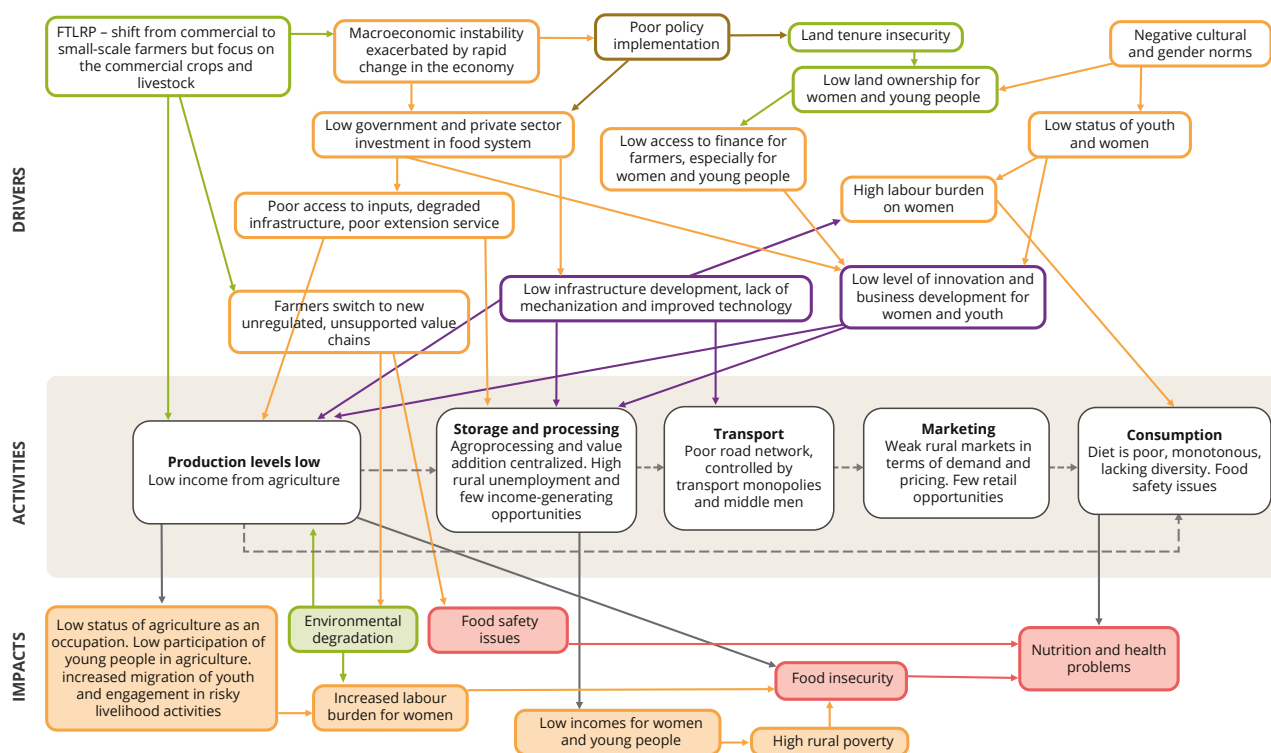 FTLRP – shift from commercial to
small-scale farmers but focus on
the commercial crops and
livestock
Macroeconomic instability
exacerbated by rapid
change in the economy
Poor policy
implementation
Land tenure insecurity
Negative cultural
and gender norms
Low land ownership for
women and young people
Low government and private sector
investment in food system
Low access to finance for
farmers, especially for
women and young people
Low status of youth
and women
High labour burden
on women
Poor access to inputs, degraded
infrastructure, poor extension service
DRIVERS
Low infrastructure development, lack of
mechanization and improved technology
Low level of innovation and
business development for
women and youth
Farmers switch to new
unregulated, unsupported value
chains
ACTIVITIES
Production levels low
Low income from agriculture
Storage and processing
Agroprocessing and value
addition centralized. High
rural unemployment and
few income-generating
opportunities
Transport
Poor road network,
controlled by
transport monopolies
and middle men
Marketing
Weak rural markets in
terms of demand and
pricing. Few retail
opportunities
Consumption
Diet is poor, monotonous,
lacking diversity. Food
safety issues
IMPACTS
Low status of agriculture as an
occupation. Low participation of
young people in agriculture.
increased migration of youth
and engagement in risky
livelihood activities
Environmental
degradation
Food safety
issues
Nutrition and health
problems
Increased labour
burden for women
Food insecurity
Low incomes for women
and young people
High rural poverty